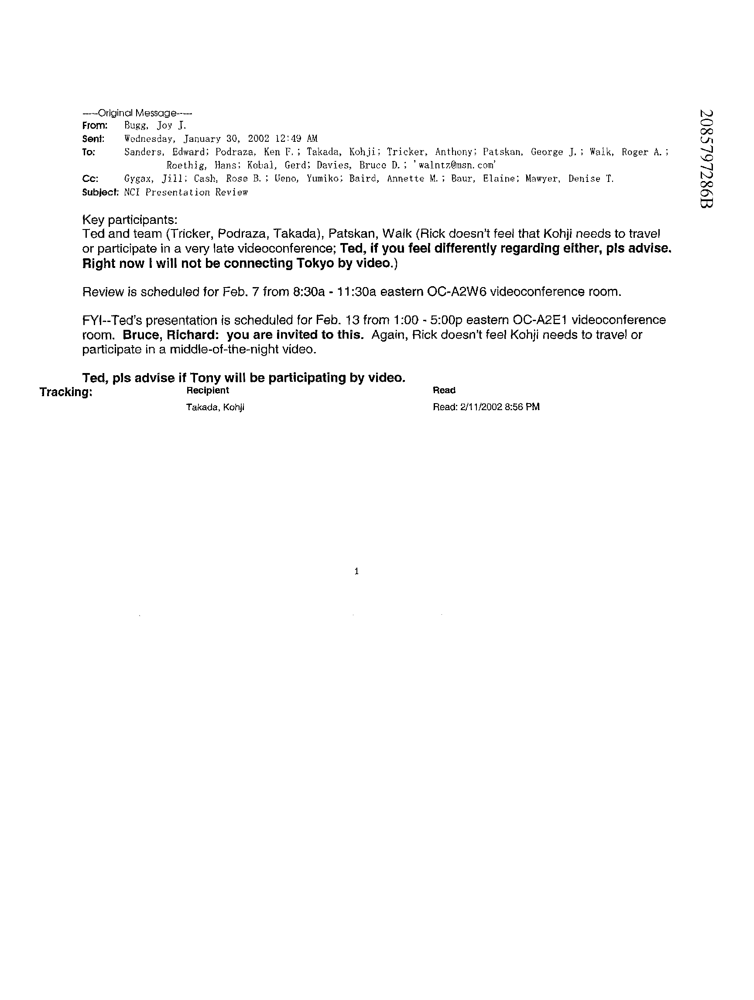 -----Original Message-----
From: Bugg, Joy J.
Sent: Wednesday, January 30, 2002 12:49 AM
To: Sanders, Edward; Podraza, Ken F.; Takada, Kohji; Tricker, Anthony; Patskan, George J.; Walk, Roger A.;
Roethig, Hans; Kobal, Gerd; Davies, Bruce D.; 'walntz@msn.com'
Cc: Gygax, Jill; Cash, Rose B.; Ueno, Yumiko; Baird, Annette M.; Baur, Elaine; Mawyer, Denise T.
Subject: NCI Presentation Review
Key participants:
Ted and team (Tricker, Podraza, Takada), Patskan, Walk (Rick doesn't feel that Kohji needs to travel
or participate in a very late videoconference; Ted, if you feel differently regarding either, pls advise.
Right now I will not be connecting Tokyo by video.)
Review is scheduled for Feb. 7 from 8:30a - 11:30a eastern OC-A2W6 videoconference room.
FYI--Ted's presentation is scheduled for Feb. 13 from 1:00 - 5:00p eastern OC-A2E1 videoconference
room. Bruce, Richard: you are invited to this. Again, Rick doesn't feel Kohji needs to travel or
participate in a middle-of-the-night video.
Ted, pls advise if Tony will be participating by video.
Tracking: Recipient Read
Takada, Kohji Read: 2/11/2002 8:56 PM
1
2085797286B